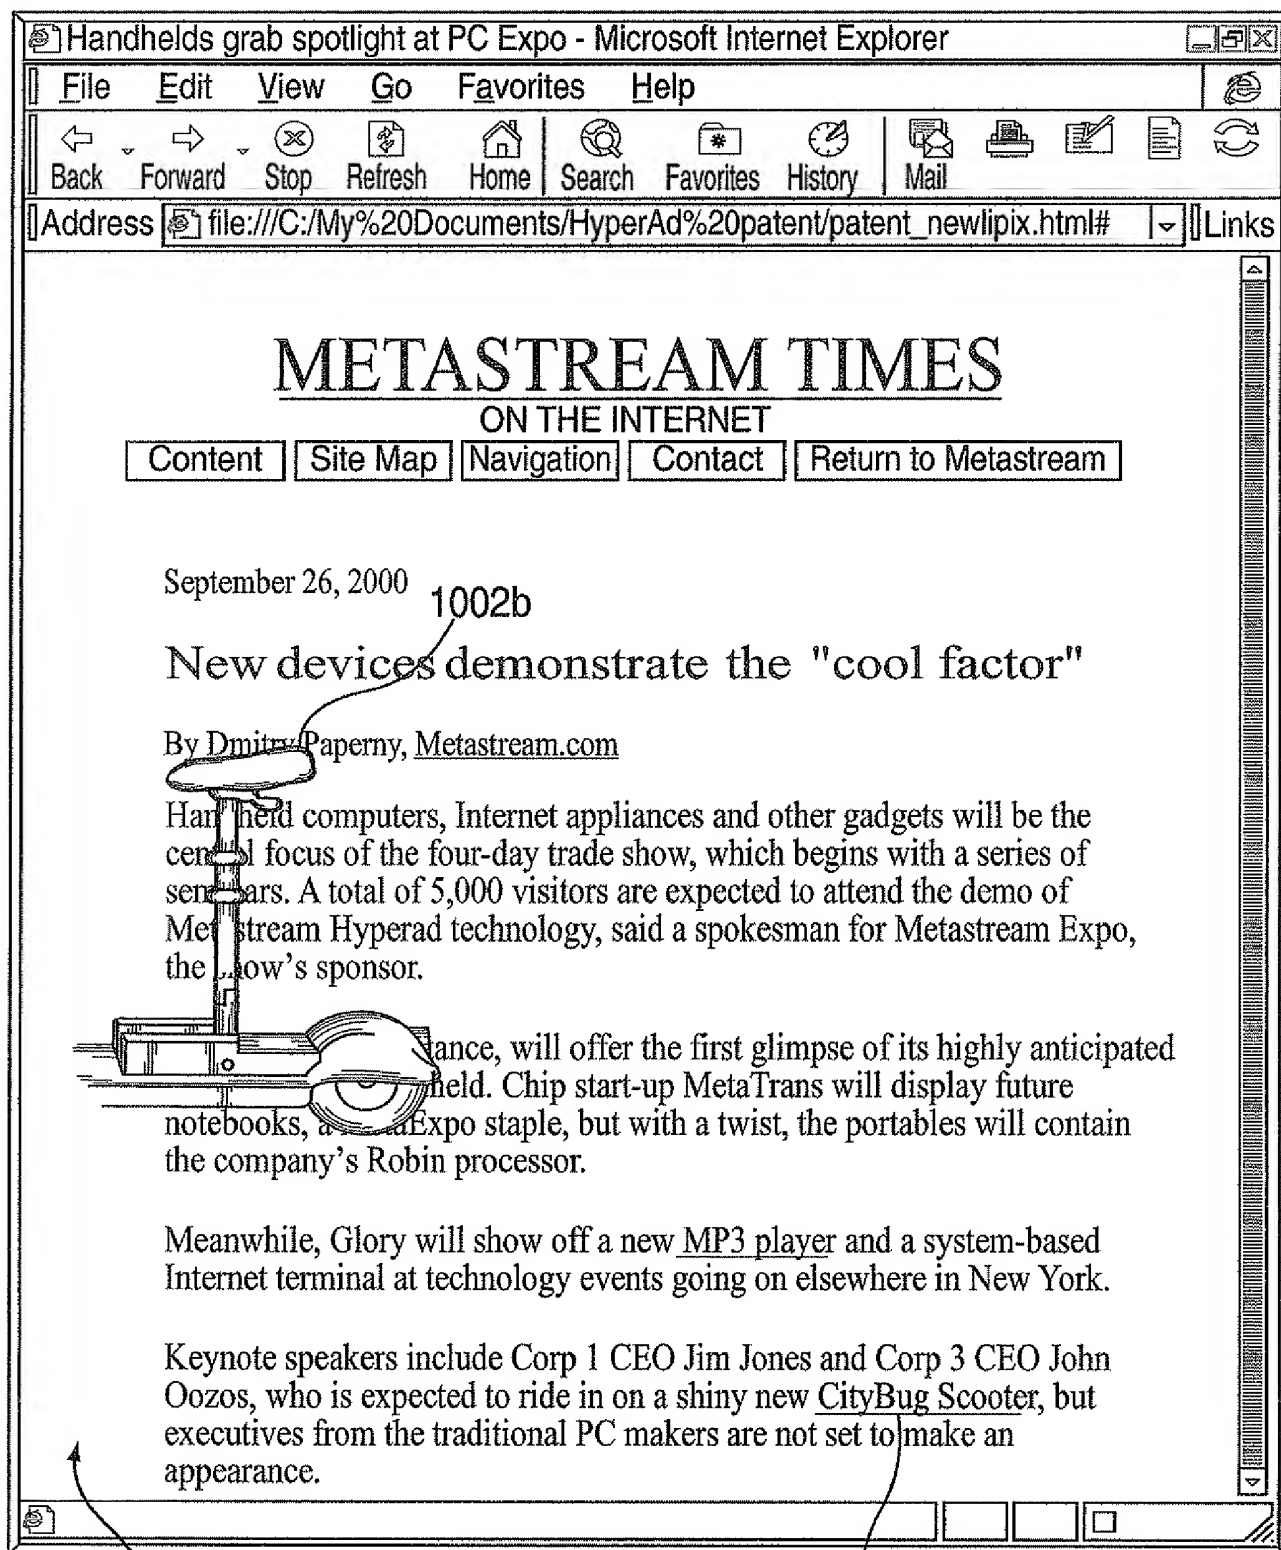 Handhelds grab spotlight at PC Expo - Microsoft Internet Explorer
File Edit View Go Favorites Help
Back Forward Stop Refresh Home Search Favorites History Mail
Address file:///C:/My%20Documents/HyperAd%20patent/patent_newlipix.html# Links
METASTREAM TIMES
ON THE INTERNET
Content Site Map Navigation Contact Return to Metastream
September 26, 2000
1002b
New devices demonstrate the "cool factor"
By Dmitry Paperny, Metastream.com
held computers, Internet appliances and other gadgets will be the
focus of the four-day trade show, which begins with a series of
A total of 5,000 visitors are expected to attend the demo of
Hyperad technology, said a spokesman for Metastream Expo,
the sponsor.
will offer the first glimpse of its highly anticipated
Chip start-up MetaTrans will display future
notebooks, a Expo staple, but with a twist, the portables will contain
the company's Robin processor.
Meanwhile, Glory will show off a new MP3 player and a system-based
Internet terminal at technology events going on elsewhere in New York.
Keynote speakers include Corp 1 CEO Jim Jones and Corp 3 CEO John
Oozos, who is expected to ride in on a shiny new CityBug Scooter, but
executives from the traditional PC makers are not set to make an
appearance.